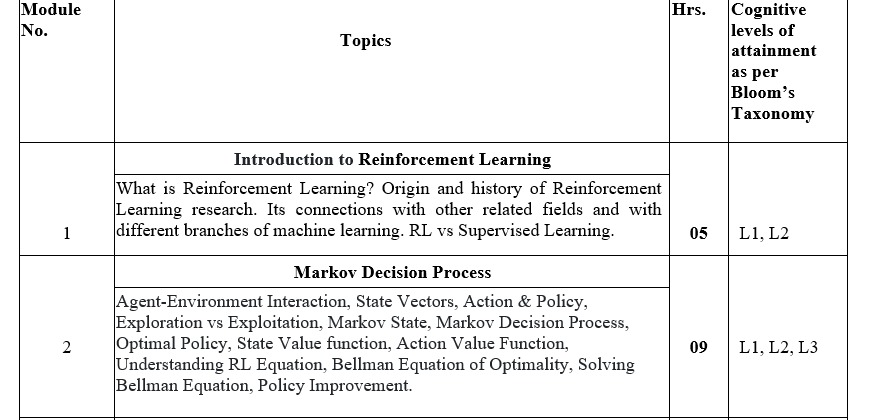 Module No.
Topics
Hrs.
Cognitive levels of attainment as per Bloom's Taxonomy
Introduction to Reinforcement Learning
1
What is Reinforcement Learning? Origin and history of Reinforcement
Learning research. Its connections with other related fields and with
different branches of machine learning. RL vs Supervised Learning.
05
L1, L2
Markov Decision Process
2
Agent-Environment Interaction, State Vectors, Action & Policy,
Exploration vs Exploitation, Markov State, Markov Decision Process,
Optimal Policy, State Value function, Action Value Function,
Understanding RL Equation, Bellman Equation of Optimality, Solving
Bellman Equation, Policy Improvement.
09
L1, L2, L3